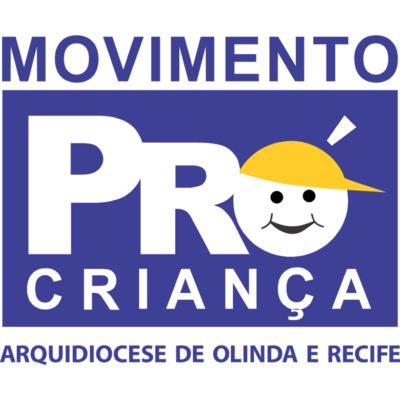 MOVIMENTO
PRÓ
CRIANÇA
ARQUIDIOCESE DE OLINDA E RECIFE